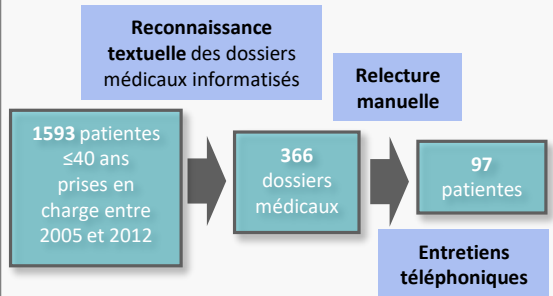 Reconnaissance
textuelle des dossiers
médicaux informatisés
Relecture
manuelle
1593 patientes
≤40 ans
prises en
charge entre
2005 et 2012
366
dossiers
médicaux
97
patientes
Entretiens
téléphoniques